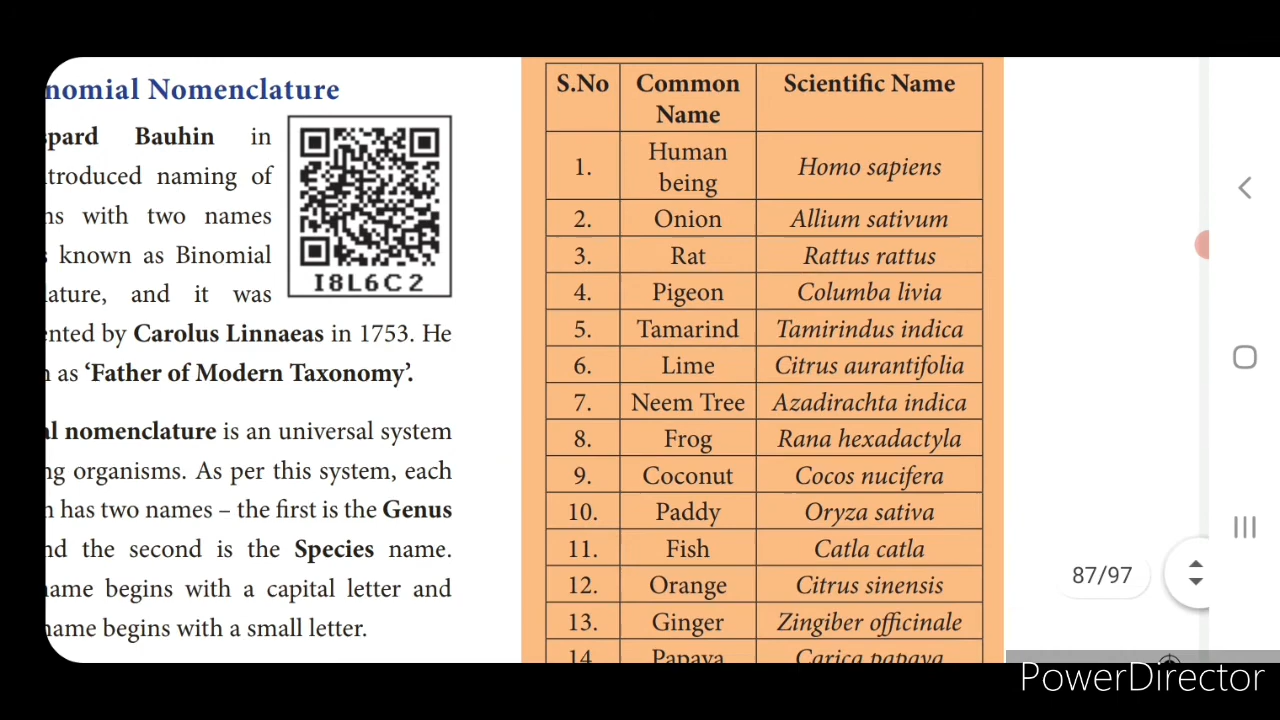 nomial Nomenclature
spard Bauhin in
troduced naming of
ns with two names
known as Binomial
ature, and it was
I8L6C2
ented by Carolus Linnaeas in 1753. He
n as ‘Father of Modern Taxonomy’.
al nomenclature is an universal system
ng organisms. As per this system, each
n has two names – the first is the Genus
nd the second is the Species name.
ame begins with a capital letter and
name begins with a small letter.
S.No Common Name Scientific Name
1. Human being Homo sapiens
2. Onion Allium sativum
3. Rat Rattus rattus
4. Pigeon Columba livia
5. Tamarind Tamirindus indica
6. Lime Citrus aurantifolia
7. Neem Tree Azadirachta indica
8. Frog Rana hexadactyla
9. Coconut Cocos nucifera
10. Paddy Oryza sativa
11. Fish Catla catla
12. Orange Citrus sinensis
13. Ginger Zingiber officinale
14 Papaya Carica papaya
87/97
PowerDirector